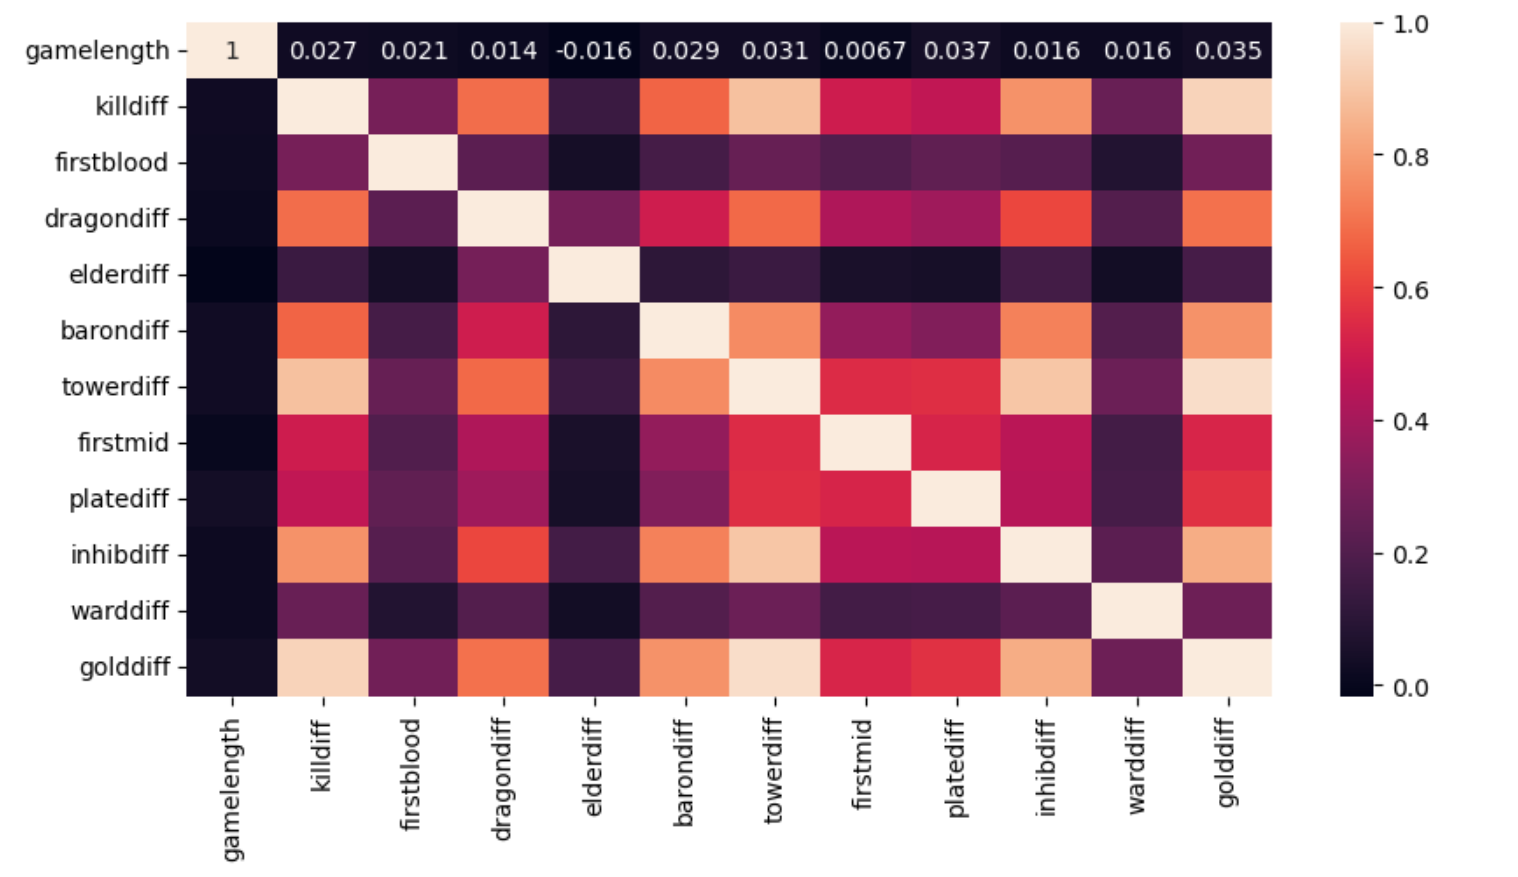 gamelength 1 0.027 0.021 0.014 -0.016 0.029 0.031 0.0067 0.037 0.016 0.016 0.035
killdiff
firstblood
dragondiff
elderdiff
barondiff
towerdiff
firstmid
platediff
inhibdiff
warddiff
golddiff
gamelength
killdiff
firstblood
dragondiff
elderdiff
barondiff
towerdiff
firstmid
platediff
inhibdiff
warddiff
golddiff
1.0
0.8
0.6
0.4
0.2
0.0